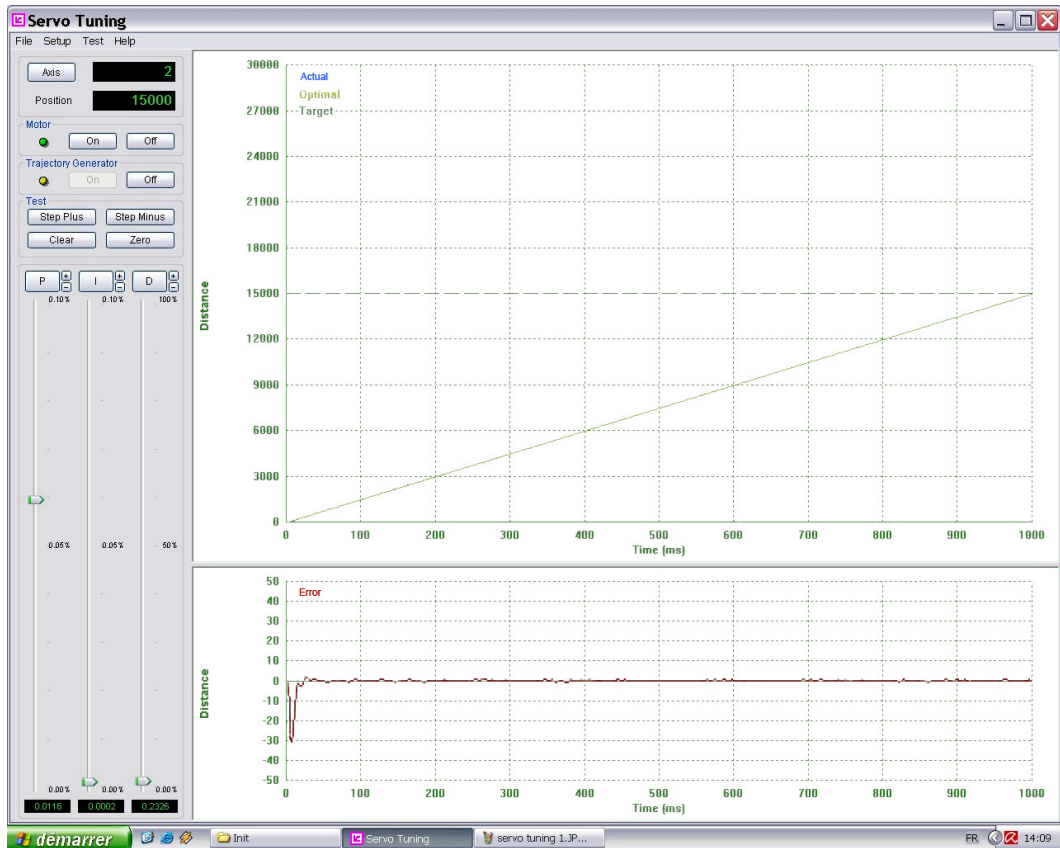 Servo Tuning
File Setup Test Help
Axis 2
Position 15000
Motor
On Off
Trajectory Generator
On Off
Test
Step Plus Step Minus
Clear Zero
P + - I + - D + -
0.10% 0.10% 100%
0.05% 0.05% 50%
0.00% 0.00% 0.00%
0.0116 0.0002 0.2326
Actual
Optimal
Target
30000
27000
24000
21000
18000
15000
12000
9000
6000
3000
0
Distance
0 100 200 300 400 500 600 700 800 900 1000
Time (ms)
Error
50
40
30
20
10
0
-10
-20
-30
-40
-50
Distance
0 100 200 300 400 500 600 700 800 900 1000
Time (ms)
démarrer Init Servo Tuning servo tuning 1.JP... FR 14:09